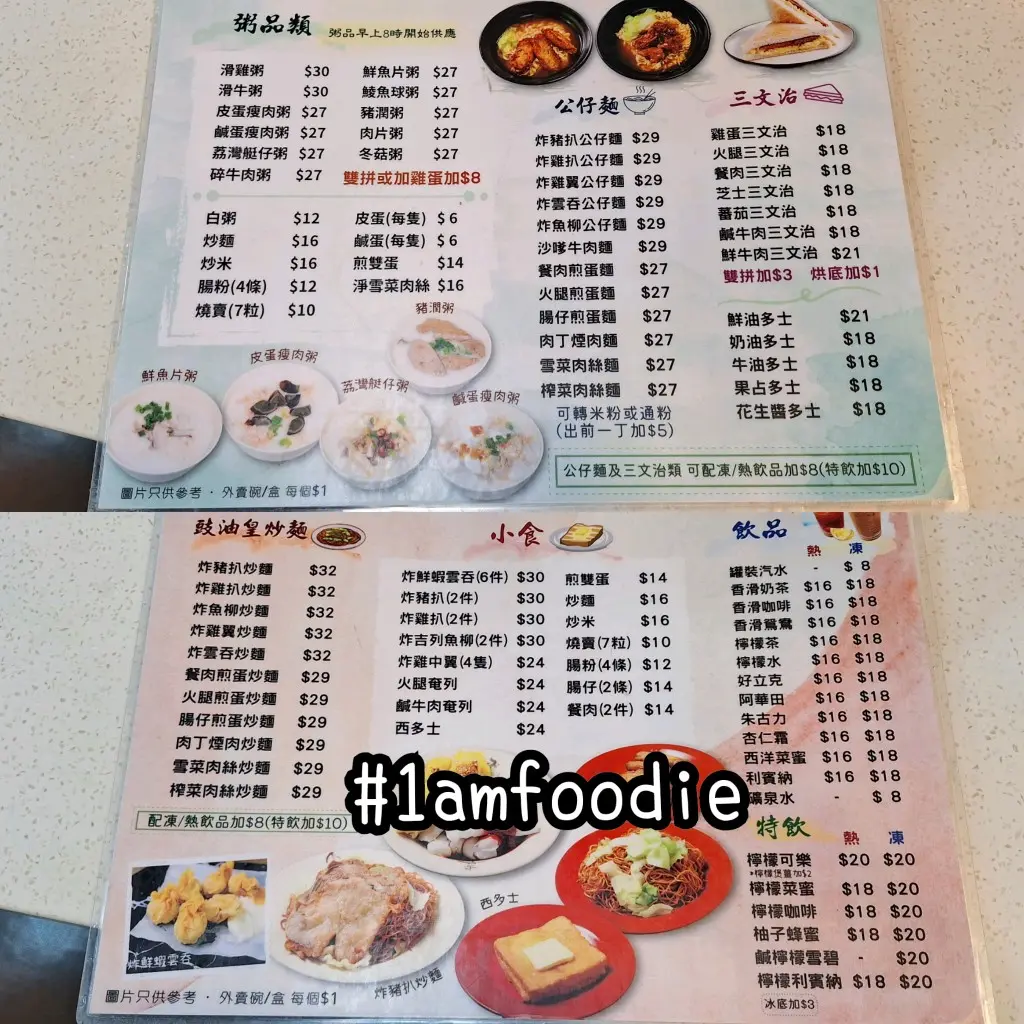 粥品類 粥品早上8時開始供應
滑雞粥 $30 鮮魚片粥 $27
滑牛粥 $30 鯪魚球粥 $27
皮蛋瘦肉粥 $27 豬潤粥 $27
鹹蛋瘦肉粥 $27 肉片粥 $27
荔灣艇仔粥 $27 冬菇粥 $27
碎牛肉粥 $27 雙拼或加雞蛋加$8
白粥 $12 皮蛋(每隻) $6
炒麵 $16 鹹蛋(每隻) $6
炒米 $16 煎雙蛋 $14
腸粉(4條) $12 淨雪菜肉絲 $16
燒賣(7粒) $10
豬潤粥
皮蛋瘦肉粥
鮮魚片粥
荔灣艇仔粥
鹹蛋瘦肉粥
圖片只供參考・外賣碗/盒 每個$1
公仔麵
炸豬扒公仔麵 $29
炸雞扒公仔麵 $29
炸雞翼公仔麵 $29
炸雲吞公仔麵 $29
炸魚柳公仔麵 $29
沙嗲牛肉麵 $29
餐肉煎蛋麵 $27
火腿煎蛋麵 $27
腸仔煎蛋麵 $27
肉丁煙肉麵 $27
雪菜肉絲麵 $27
榨菜肉絲麵 $27
可轉米粉或通粉
(出前一丁加$5)
三文治
雞蛋三文治 $18
火腿三文治 $18
餐肉三文治 $18
芝士三文治 $18
蕃茄三文治 $18
鹹牛肉三文治 $18
鮮牛肉三文治 $21
雙拼加$3 烘底加$1
鮮油多士 $21
奶油多士 $18
牛油多士 $18
果占多士 $18
花生醬多士 $18
公仔麵及三文治類 可配凍/熱飲品加$8(特飲加$10)
豉油皇炒麵
炸豬扒炒麵 $32
炸雞扒炒麵 $32
炸魚柳炒麵 $32
炸雞翼炒麵 $32
炸雲吞炒麵 $32
餐肉煎蛋炒麵 $29
火腿煎蛋炒麵 $29
腸仔煎蛋炒麵 $29
肉丁煙肉炒麵 $29
雪菜肉絲炒麵 $29
榨菜肉絲炒麵 $29
配凍/熱飲品加$8(特飲加$10)
小食
炸鮮蝦雲吞(6件) $30 煎雙蛋 $14
炸豬扒(2件) $30 炒麵 $16
炸雞扒(2件) $30 炒米 $16
炸吉列魚柳(2件) $30 燒賣(7粒) $10
炸雞中翼(4隻) $24 腸粉(4條) $12
火腿奄列 $24 腸仔(2條) $14
鹹牛肉奄列 $24 餐肉(2件) $14
西多士 $24
飲品
熱 凍
罐裝汽水 - $8
香滑奶茶 $16 $18
香滑咖啡 $16 $18
香滑鴛鴦 $16 $18
檸檬茶 $16 $18
檸檬水 $16 $18
好立克 $16 $18
阿華田 $16 $18
朱古力 $16 $18
杏仁霜 $16 $18
西洋菜蜜 $16 $18
利賓納 $16 $18
礦泉水 - $8
#1amfoodie
特飲 熱 凍
檸檬可樂 $20 $20
*檸檬煲薑加$2
檸檬菜蜜 $18 $20
檸檬咖啡 $18 $20
柚子蜂蜜 $18 $20
鹹檸檬雪碧 - $20
檸檬利賓納 $18 $20
冰底加$3
炸鮮蝦雲吞
炸豬扒炒麵
西多士
圖片只供參考・外賣碗/盒 每個$1